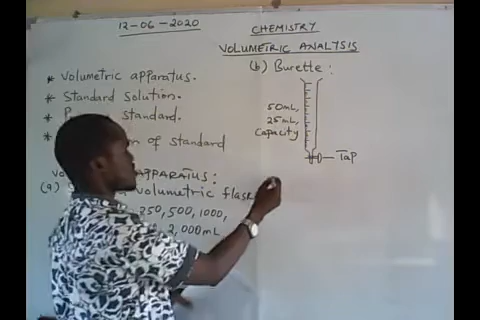 12-06-2020
CHEMISTRY
VOLUMETRIC ANALYSIS
* Volumetric apparatus.
* Standard Solution.
* P standard.
* of standard
APPARATUS:
(a) volumetric flask
250, 500, 1000,
2,000mL
(b) Burette:
50mL,
25mL,
Capacity
Tap